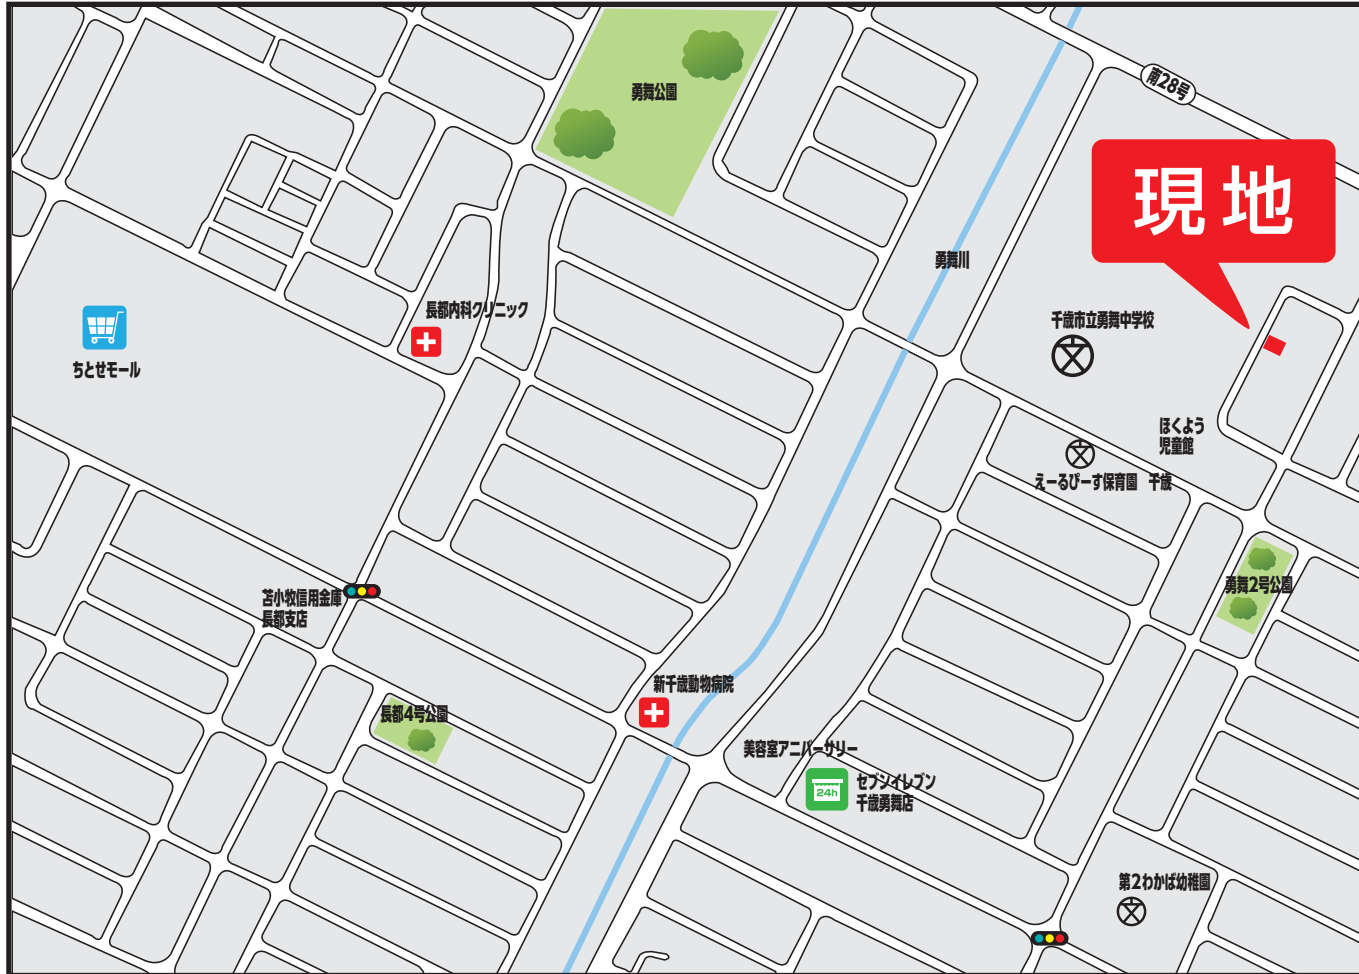 勇舞公園
南28号
現地
勇舞川
長都内科クリニック
千歳市立勇舞中学校
ちとせモール
ほくよう
児童館
えーるぴーす保育園 千歳
勇舞2号公園
苫小牧信用金庫
長都支店
新千歳動物病院
長都4号公園
美容室アニバーサリー
セブンイレブン
千歳勇舞店
24h
第2わかば幼稚園